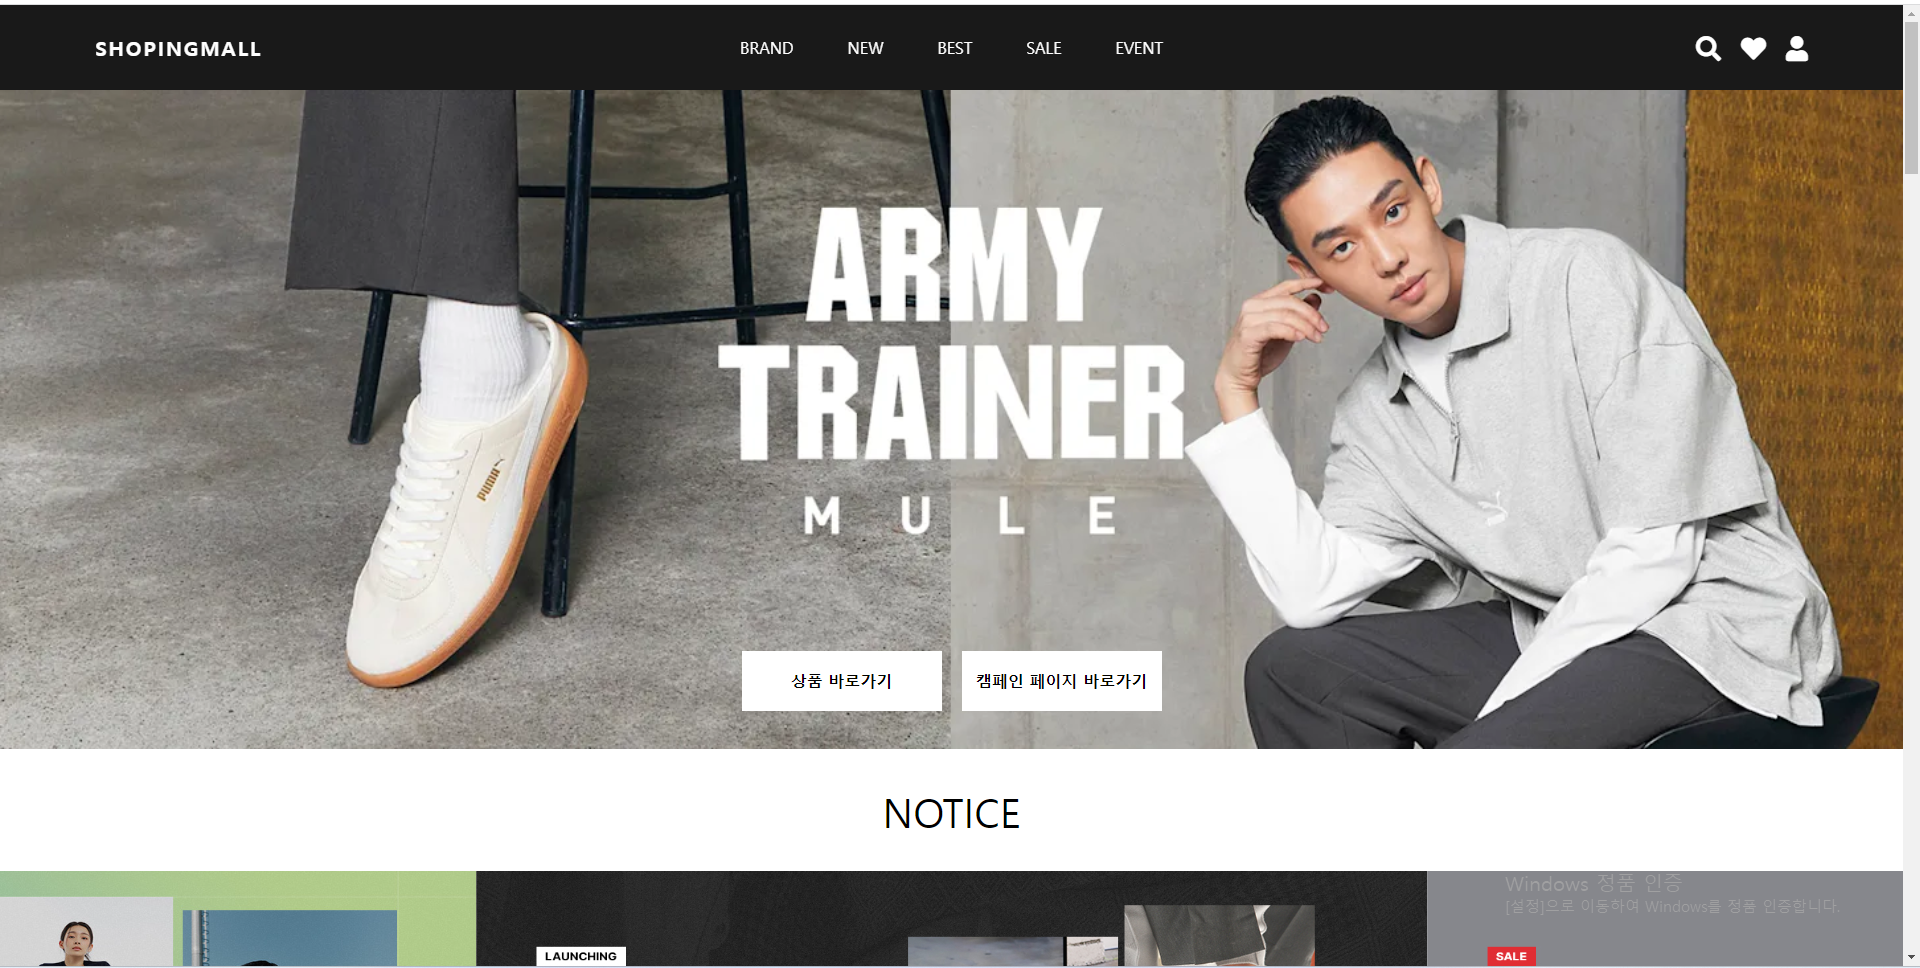 SHOPINGMALL
BRAND NEW BEST SALE EVENT
ARMY
TRAINER
MULE
PUMA
상품 바로가기
캠페인 페이지 바로가기
NOTICE
Windows 정품 인증
[설정]으로 이동하여 Windows를 정품 인증합니다.
LAUNCHING
SALE